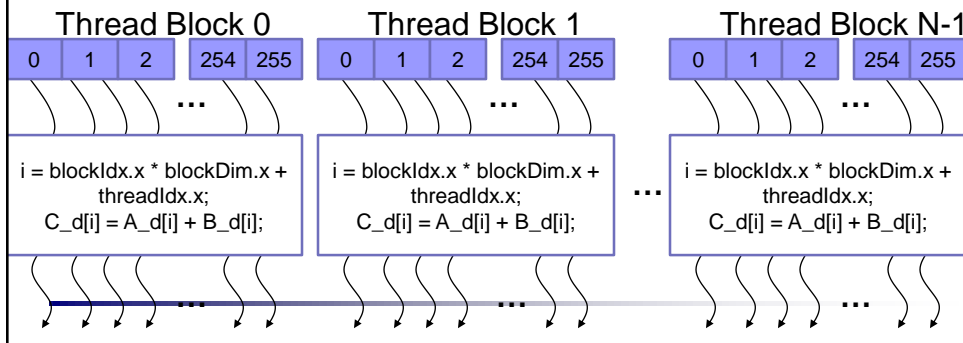 Thread Block 0 Thread Block 1 Thread Block N-1
0 1 2 254 255 0 1 2 254 255 0 1 2 254 255
... ... ...
i = blockIdx.x * blockDim.x + i = blockIdx.x * blockDim.x + i = blockIdx.x * blockDim.x +
threadIdx.x; threadIdx.x; ... threadIdx.x;
C_d[i] = A_d[i] + B_d[i]; C_d[i] = A_d[i] + B_d[i]; C_d[i] = A_d[i] + B_d[i];
... ... ...